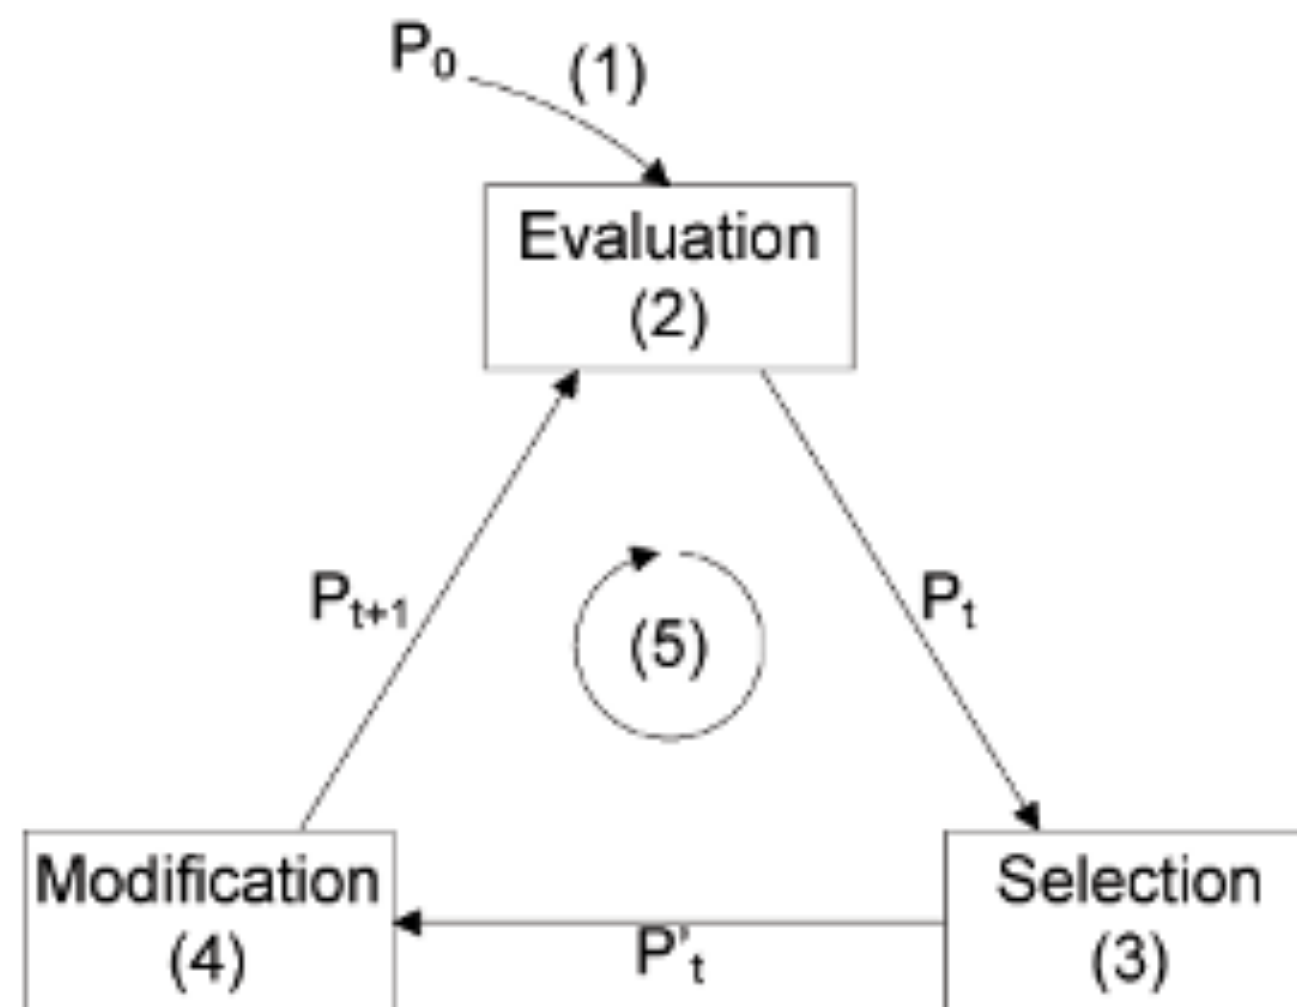 P₀
(1)
Evaluation
(2)
Pₜ₊₁
(5)
Pₜ
Modification
(4)
P'ₜ
Selection
(3)